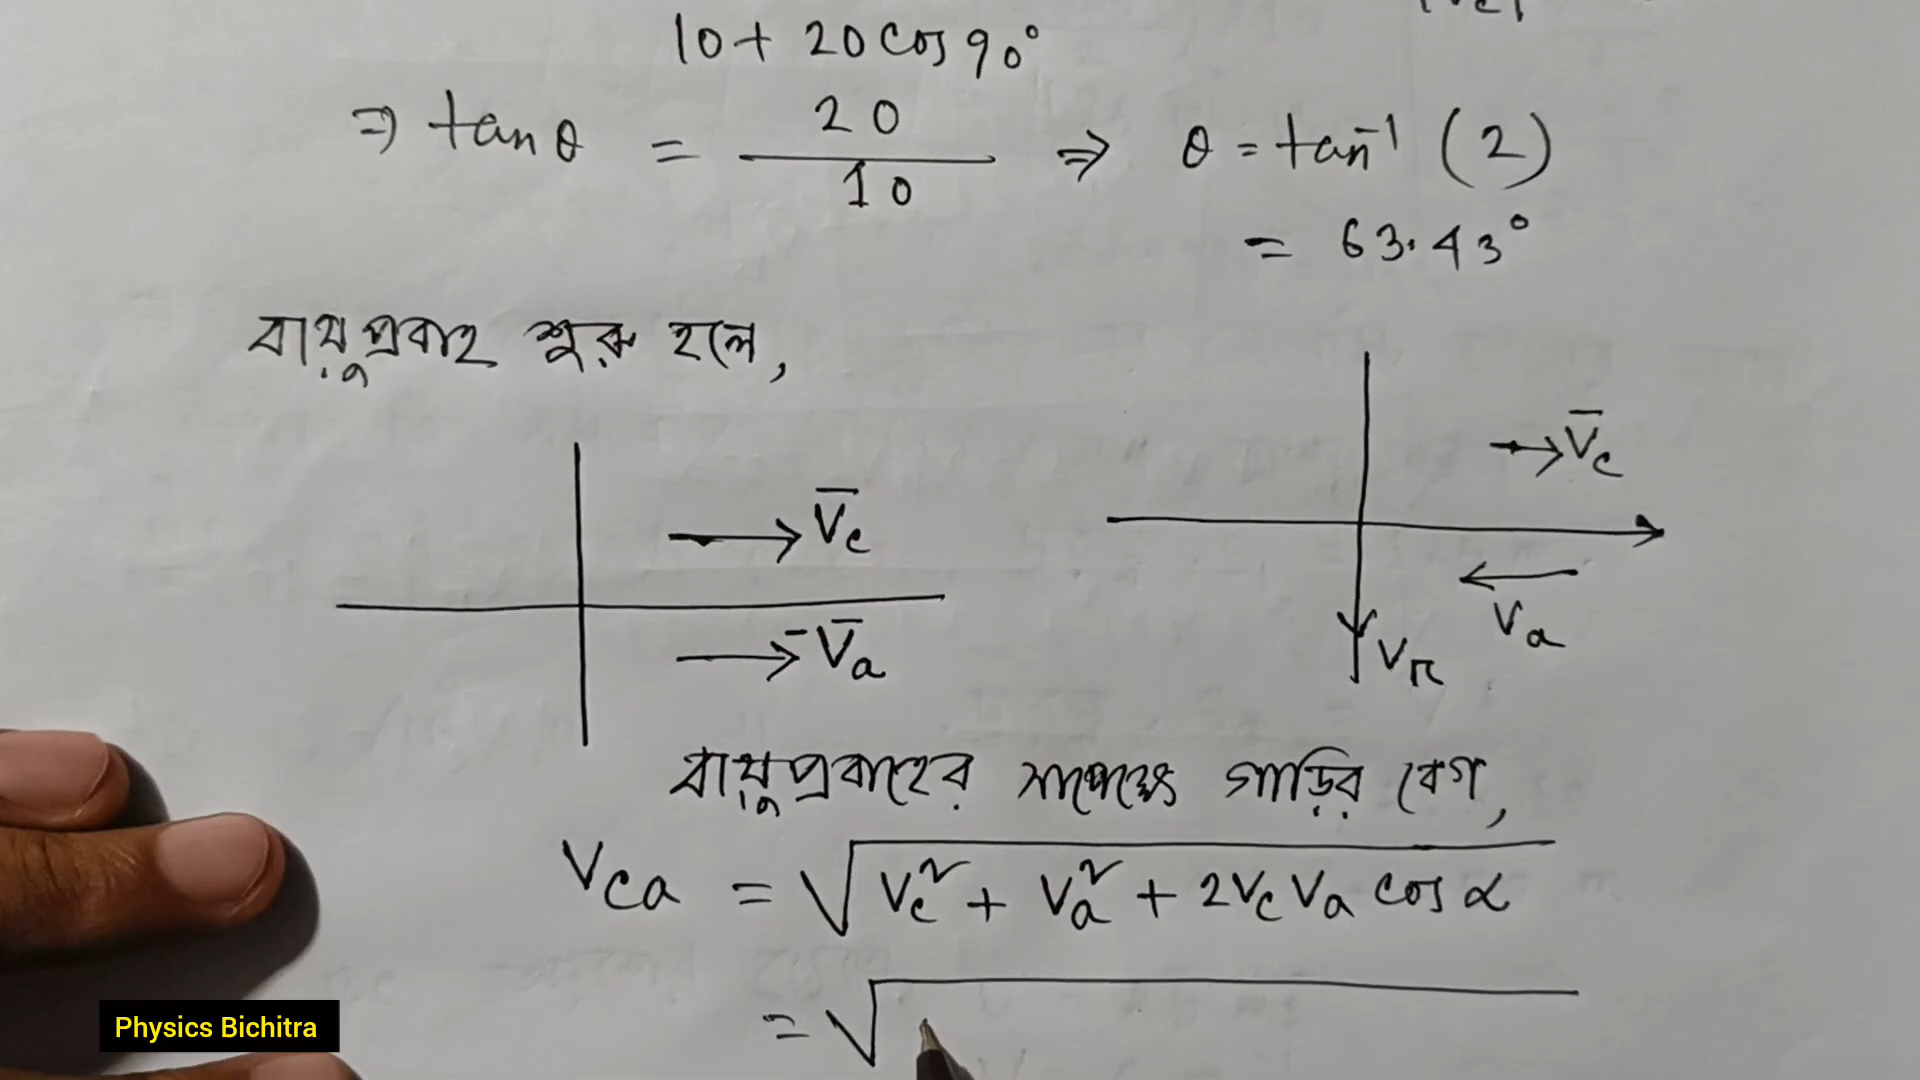 10 + 20 cos 90°
⇒ tan θ = 20 / 10 ⇒ θ = tan⁻¹ (2)
= 63.43°
বায়ুপ্রবাহ শুরু হলে,
V̅c
V̅c
-V̅a
Va
Vr
বায়ুপ্রবাহের সাপেক্ষে গাড়ির বেগ,
Vca = √(Vc² + Va² + 2VcVa cos α)
= √
Physics Bichitra